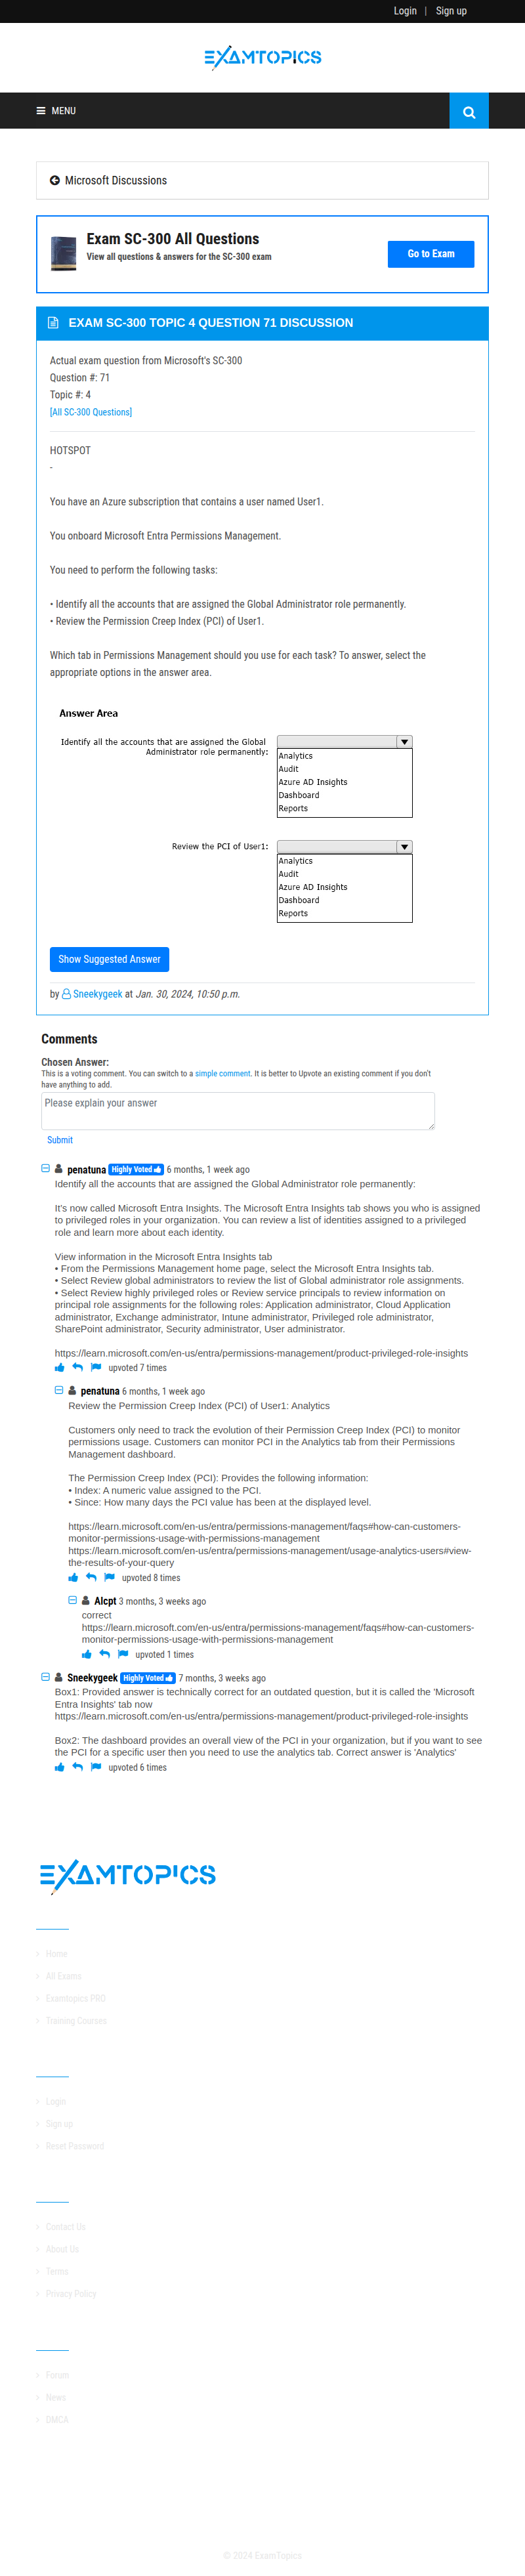 Login | Sign up
EXAMTOPICS
MENU
Microsoft Discussions
Exam SC-300 All Questions
View all questions & answers for the SC-300 exam
Go to Exam
EXAM SC-300 TOPIC 4 QUESTION 71 DISCUSSION
Actual exam question from Microsoft's SC-300
Question #: 71
Topic #: 4
[All SC-300 Questions]
HOTSPOT
-
You have an Azure subscription that contains a user named User1.
You onboard Microsoft Entra Permissions Management.
You need to perform the following tasks:
• Identify all the accounts that are assigned the Global Administrator role permanently.
• Review the Permission Creep Index (PCI) of User1.
Which tab in Permissions Management should you use for each task? To answer, select the
appropriate options in the answer area.
Answer Area
Identify all the accounts that are assigned the Global
Administrator role permanently:
Analytics
Audit
Azure AD Insights
Dashboard
Reports
Review the PCI of User1:
Analytics
Audit
Azure AD Insights
Dashboard
Reports
Show Suggested Answer
by Sneekygeek at Jan. 30, 2024, 10:50 p.m.
Comments
Chosen Answer:
This is a voting comment. You can switch to a simple comment. It is better to Upvote an existing comment if you don't
have anything to add.
Please explain your answer
Submit
penatuna Highly Voted 6 months, 1 week ago
Identify all the accounts that are assigned the Global Administrator role permanently:
It's now called Microsoft Entra Insights. The Microsoft Entra Insights tab shows you who is assigned
to privileged roles in your organization. You can review a list of identities assigned to a privileged
role and learn more about each identity.
View information in the Microsoft Entra Insights tab
• From the Permissions Management home page, select the Microsoft Entra Insights tab.
• Select Review global administrators to review the list of Global administrator role assignments.
• Select Review highly privileged roles or Review service principals to review information on
principal role assignments for the following roles: Application administrator, Cloud Application
administrator, Exchange administrator, Intune administrator, Privileged role administrator,
SharePoint administrator, Security administrator, User administrator.
https://learn.microsoft.com/en-us/entra/permissions-management/product-privileged-role-insights
upvoted 7 times
penatuna 6 months, 1 week ago
Review the Permission Creep Index (PCI) of User1: Analytics
Customers only need to track the evolution of their Permission Creep Index (PCI) to monitor
permissions usage. Customers can monitor PCI in the Analytics tab from their Permissions
Management dashboard.
The Permission Creep Index (PCI): Provides the following information:
• Index: A numeric value assigned to the PCI.
• Since: How many days the PCI value has been at the displayed level.
https://learn.microsoft.com/en-us/entra/permissions-management/faqs#how-can-customers-
monitor-permissions-usage-with-permissions-management
https://learn.microsoft.com/en-us/entra/permissions-management/usage-analytics-users#view-
the-results-of-your-query
upvoted 8 times
Alcpt 3 months, 3 weeks ago
correct
https://learn.microsoft.com/en-us/entra/permissions-management/faqs#how-can-customers-
monitor-permissions-usage-with-permissions-management
upvoted 1 times
Sneekygeek Highly Voted 7 months, 3 weeks ago
Box1: Provided answer is technically correct for an outdated question, but it is called the 'Microsoft
Entra Insights' tab now
https://learn.microsoft.com/en-us/entra/permissions-management/product-privileged-role-insights
Box2: The dashboard provides an overall view of the PCI in your organization, but if you want to see
the PCI for a specific user then you need to use the analytics tab. Correct answer is 'Analytics'
upvoted 6 times
EXAMTOPICS
Home
All Exams
Examtopics PRO
Training Courses
Login
Sign up
Reset Password
Contact Us
About Us
Terms
Privacy Policy
Forum
News
DMCA
© 2024 ExamTopics